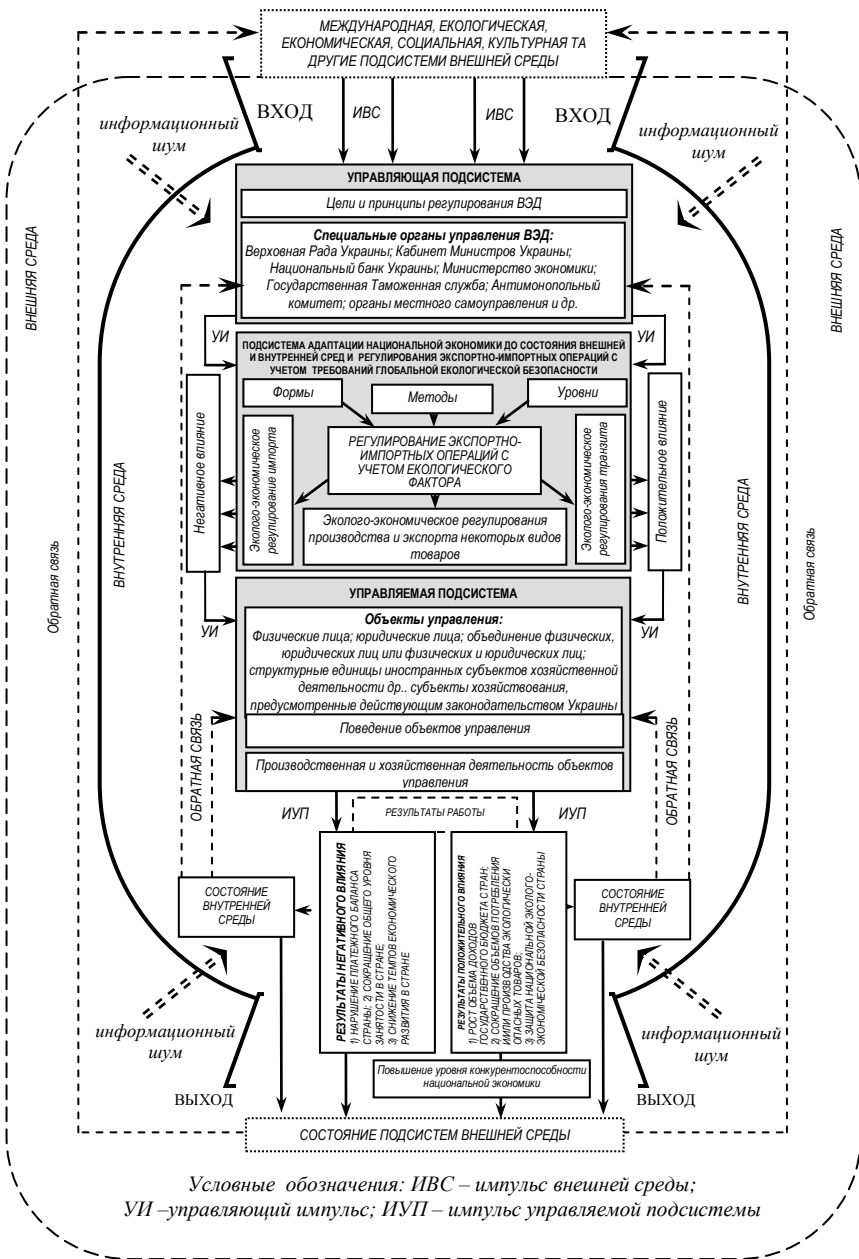 МЕЖДУНАРОДНАЯ, ЕКОЛОГИЧЕСКАЯ,
ЕКОНОМИЧЕСКАЯ, СОЦИАЛЬНАЯ, КУЛЬТУРНАЯ ТА
ДРУГИЕ ПОДСИСТЕМИ ВНЕШНЕЙ СРЕДЫ
ВХОД
ИВС
ИВС
ВХОД
информационный
шум
информационный
шум
УПРАВЛЯЮЩАЯ ПОДСИСТЕМА
Цели и принципы регулирования ВЭД
Специальные органы управления ВЭД:
Верховная Рада Украины; Кабинет Министров Украины;
Национальный банк Украины; Министерство экономики;
Государственная Таможенная служба; Антимонопольный
комитет; органы местного самоуправления и др.
ВНЕШНЯЯ СРЕДА
ВНЕШНЯЯ СРЕДА
УИ
УИ
ПОДСИСТЕМА АДАПТАЦИИ НАЦИОНАЛЬНОЙ ЭКОНОМИКИ ДО СОСТОЯНИЯ ВНЕШНЕЙ
И ВНУТРЕННЕЙ СРЕД И РЕГУЛИРОВАНИЯ ЭКСПОРТНО-ИМПОРТНЫХ ОПЕРАЦИЙ С
УЧЕТОМ ТРЕБОВАНИЙ ГЛОБАЛЬНОЙ ЕКОЛОГИЧЕСКОЙ БЕЗОПАСНОСТИ
Формы
Методы
Уровни
РЕГУЛИРОВАНИЕ ЭКСПОРТНО-
ИМПОРТНЫХ ОПЕРАЦИЙ С
УЧЕТОМ ЕКОЛОГИЧЕСКОГО
ФАКТОРА
Негативное влияние
Эколого-экономическое
регулирование импорта
Эколого-экономическое
регулирования транзита
Положительное влияние
Эколого-экономическое регулирования
производства и экспорта некоторых видов
товаров
ВНУТРЕННЯЯ СРЕДА
ВНУТРЕННЯЯ СРЕДА
Обратная связь
Обратная связь
УПРАВЛЯЕМАЯ ПОДСИСТЕМА
УИ
УИ
Объекты управления:
Физические лица; юридические лица; объединение физических,
юридических лиц или физических и юридических лиц;
структурные единицы иностранных субъектов хозяйственной
деятельности др.. субъекты хозяйствования,
предусмотренные действующим законодательством Украины
Поведение объектов управления
Производственная и хозяйственная деятельность объектов
управления
ОБРАТНАЯ СВЯЗЬ
ОБРАТНАЯ СВЯЗЬ
ИУП
РЕЗУЛЬТАТЫ РАБОТЫ
ИУП
СОСТОЯНИЕ
ВНУТРЕННЕЙ
СРЕДЫ
РЕЗУЛЬТАТЫ НЕГАТИВНОГО ВЛИЯНИЯ
1) НАРУШЕНИЕ ПЛАТЕЖНОГО БАЛАНСА
СТРАНЫ; 2) СОКРАЩЕНИЕ ОБЩЕГО УРОВНЯ
ЗАНЯТОСТИ В СТРАНЕ;
3) СНИЖЕНИЕ ТЕМПОВ ЕКОНОМИЧЕСКОГО
РАЗВИТИЯ В СТРАНЕ
РЕЗУЛЬТАТЫ ПОЛОЖИТЕЛЬНОГО ВЛИЯНИЯ
1) РОСТ ОБЪЕМА ДОХОДОВ
ГОСУДАРСТВЕННОГО БЮДЖЕТА СТРАН;
2) СОКРАЩЕНИЕ ОБЪЕМОВ ПОТРЕБЛЕНИЯ
И/ИЛИ ПРОИЗВОДСТВА ЭКОЛОГИЧЕСКИ
ОПАСНЫХ ТОВАРОВ;
3) ЗАЩИТА НАЦИОНАЛЬНОЙ ЭКОЛОГО-
ЭКОНОМИЧЕСКОЙ БЕЗОПАСНОСТИ СТРАНЫ
СОСТОЯНИЕ
ВНУТРЕННЕЙ
СРЕДЫ
информационный
шум
информационный
шум
Повышение уровня конкурентоспособности
национальной экономики
ВЫХОД
ВЫХОД
СОСТОЯНИЕ ПОДСИСТЕМ ВНЕШНЕЙ СРЕДЫ
Условные обозначения: ИВС – импульс внешней среды;
УИ –управляющий импульс; ИУП – импульс управляемой подсистемы